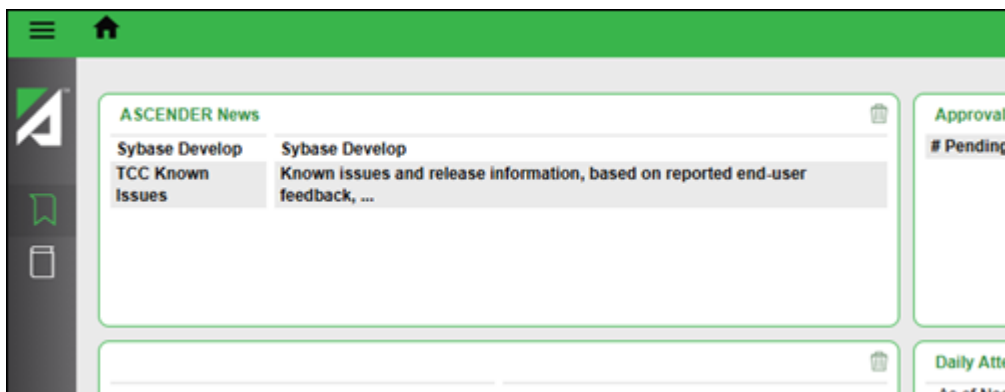 ASCENDER News
Sybase Develop Sybase Develop
TCC Known Issues Known issues and release information, based on reported end-user
feedback, ...
Approval
# Pending
Daily Atte